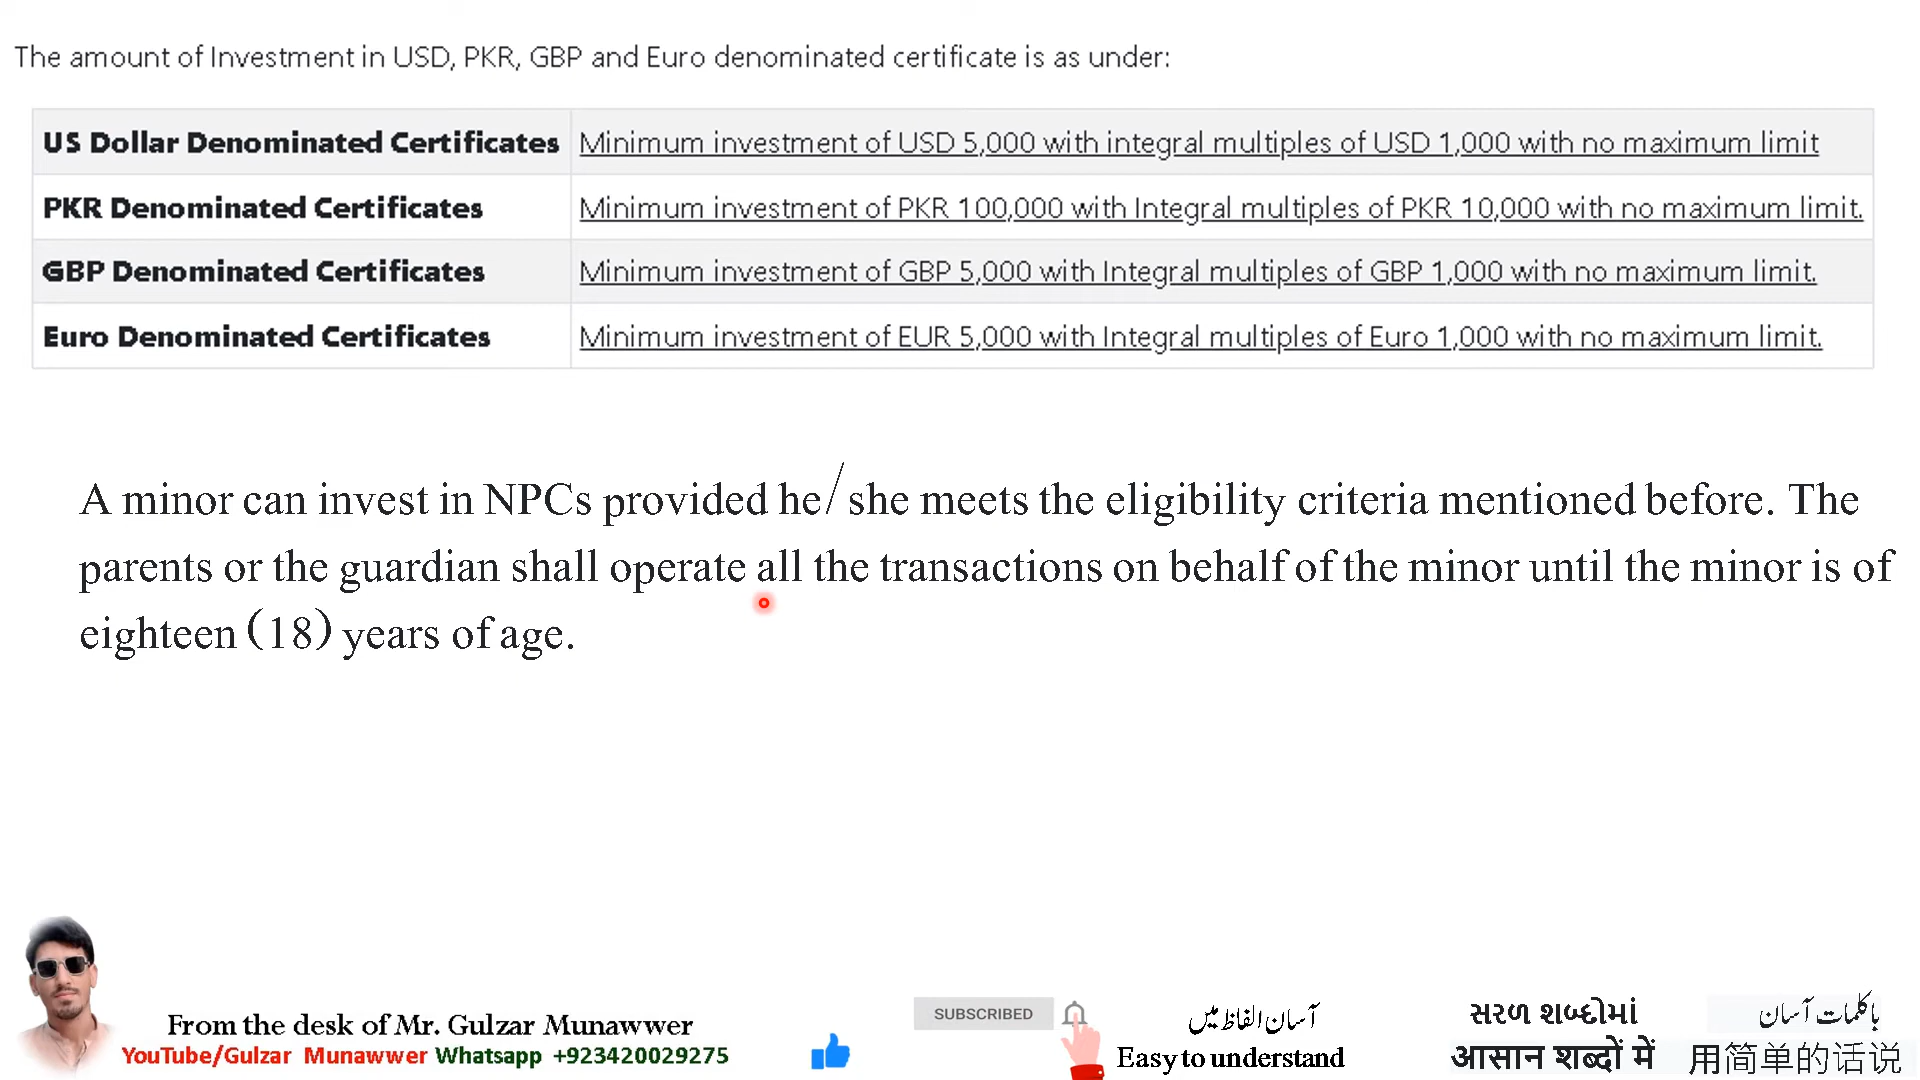 The amount of Investment in USD, PKR, GBP and Euro denominated certificate is as under:
US Dollar Denominated Certificates Minimum investment of USD 5,000 with integral multiples of USD 1,000 with no maximum limit
PKR Denominated Certificates Minimum investment of PKR 100,000 with Integral multiples of PKR 10,000 with no maximum limit.
GBP Denominated Certificates Minimum investment of GBP 5,000 with Integral multiples of GBP 1,000 with no maximum limit.
Euro Denominated Certificates Minimum investment of EUR 5,000 with Integral multiples of Euro 1,000 with no maximum limit.
A minor can invest in NPCs provided he/she meets the eligibility criteria mentioned before. The
parents or the guardian shall operate all the transactions on behalf of the minor until the minor is of
eighteen (18) years of age.
From the desk of Mr. Gulzar Munawwer
YouTube/Gulzar Munawwer Whatsapp +923420029275
SUBSCRIBED
آسان الفاظ میں
Easy to understand
સરળ શબ્દોમાં
आसान शब्दों में
باکلمات آسان
用简单的话说